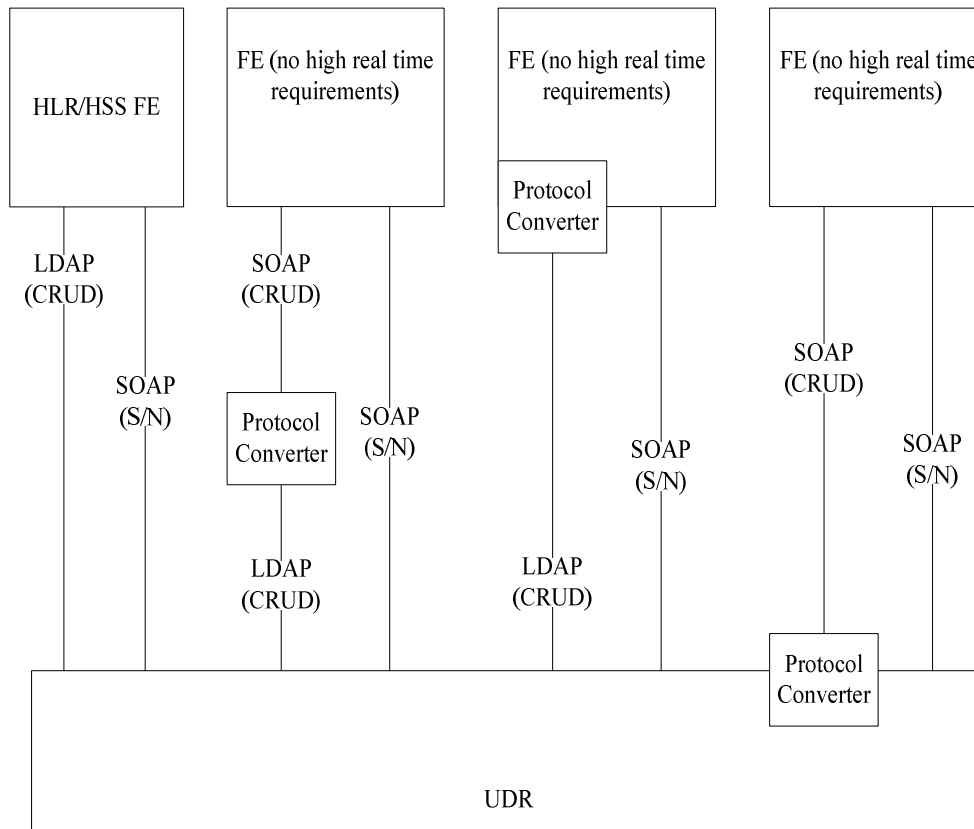 HLR/HSS FE
FE (no high real time
requirements)
FE (no high real time
requirements)
FE (no high real time
requirements)
Protocol
Converter
LDAP
(CRUD)
SOAP
(S/N)
SOAP
(CRUD)
Protocol
Converter
LDAP
(CRUD)
SOAP
(S/N)
LDAP
(CRUD)
SOAP
(S/N)
SOAP
(CRUD)
SOAP
(S/N)
Protocol
Converter
UDR